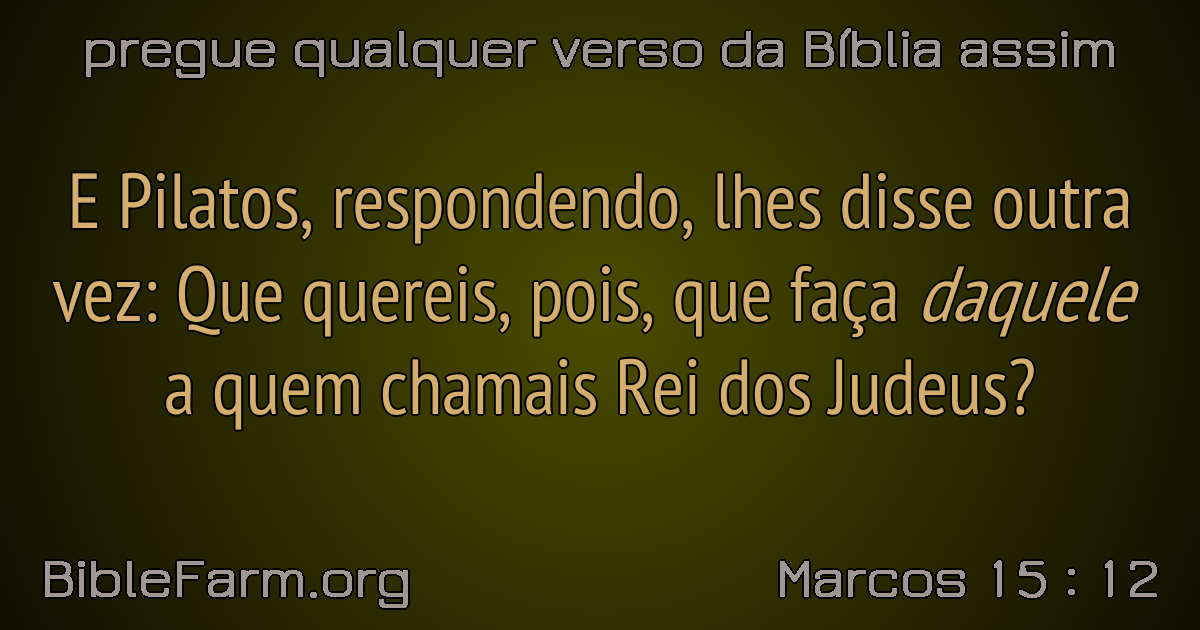 pregue qualquer verso da Bíblia assim
E Pilatos, respondendo, lhes disse outra
vez: Que quereis, pois, que faça daquele
a quem chamais Rei dos Judeus?
BibleFarm.org
Marcos 15 : 12